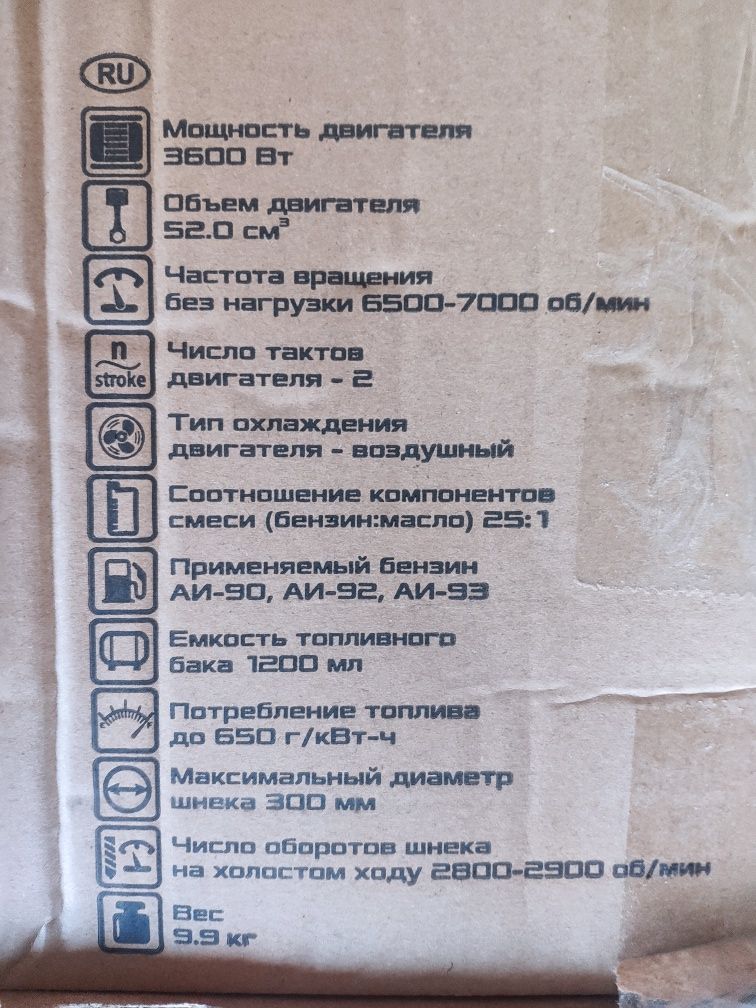 RU
Мощность двигателя
3600 Вт
Объем двигателя
52.0 см³
Частота вращения
без нагрузки 6500-7000 об/мин
n
stroke
Число тактов
двигателя - 2
Тип охлаждения
двигателя - воздушный
Соотношение компонентов
смеси (бензин:масло) 25:1
Применяемый бензин
АИ-90, АИ-92, АИ-93
Емкость топливного
бака 1200 мл
Потребление топлива
до 650 г/кВт-ч
Максимальный диаметр
шнека 300 мм
Число оборотов шнека
на холостом ходу 2800-2900 об/мин
Вес
9.9 кг